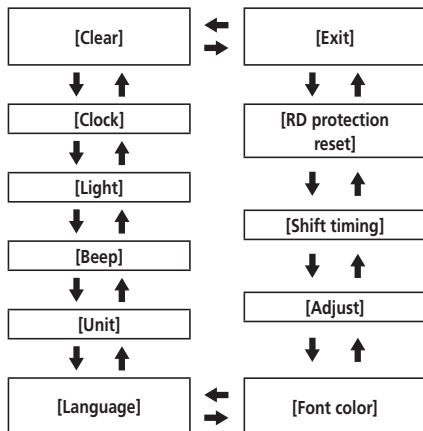 [Clear]
[Exit]
[Clock]
[RD protection
reset]
[Light]
[Shift timing]
[Beep]
[Adjust]
[Unit]
[Language]
[Font color]